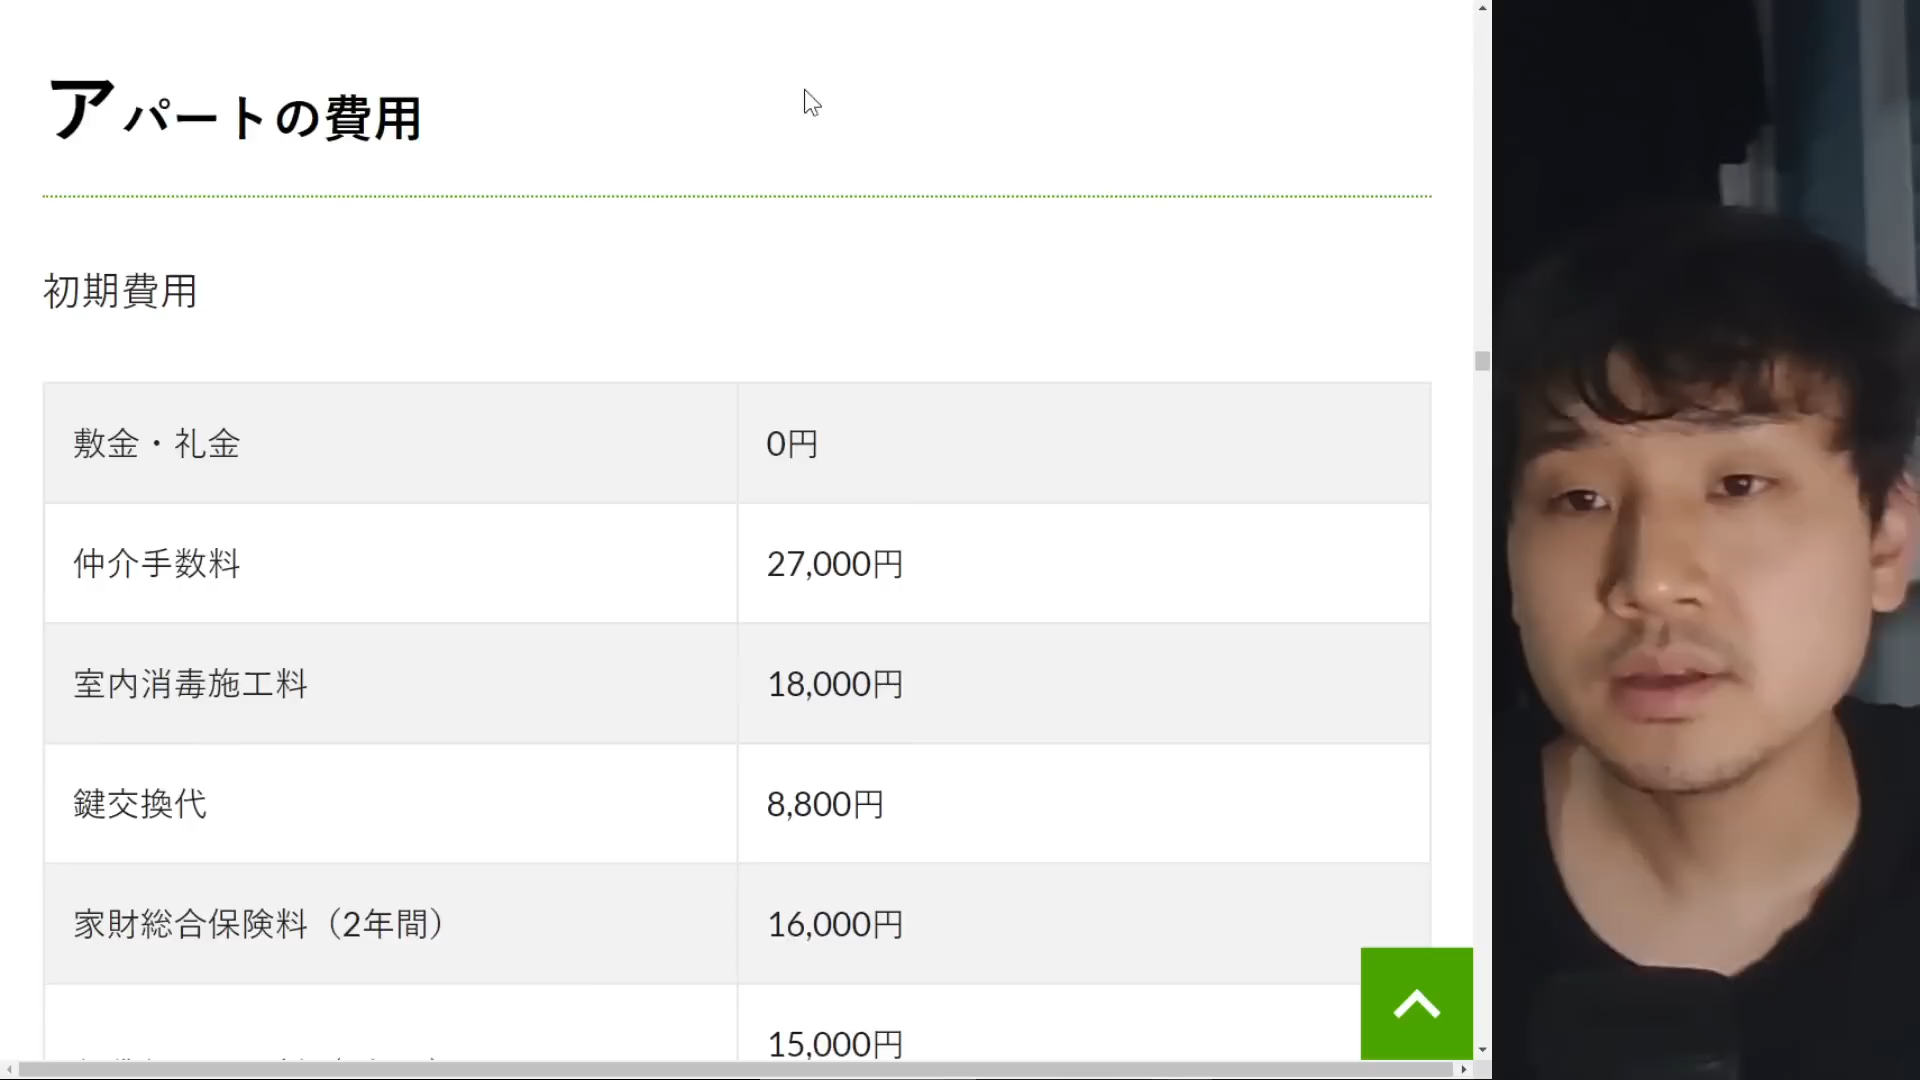 アパートの費用
初期費用
敷金・礼金 0円
仲介手数料 27,000円
室内消毒施工料 18,000円
鍵交換代 8,800円
家財総合保険料（2年間） 16,000円
15,000円